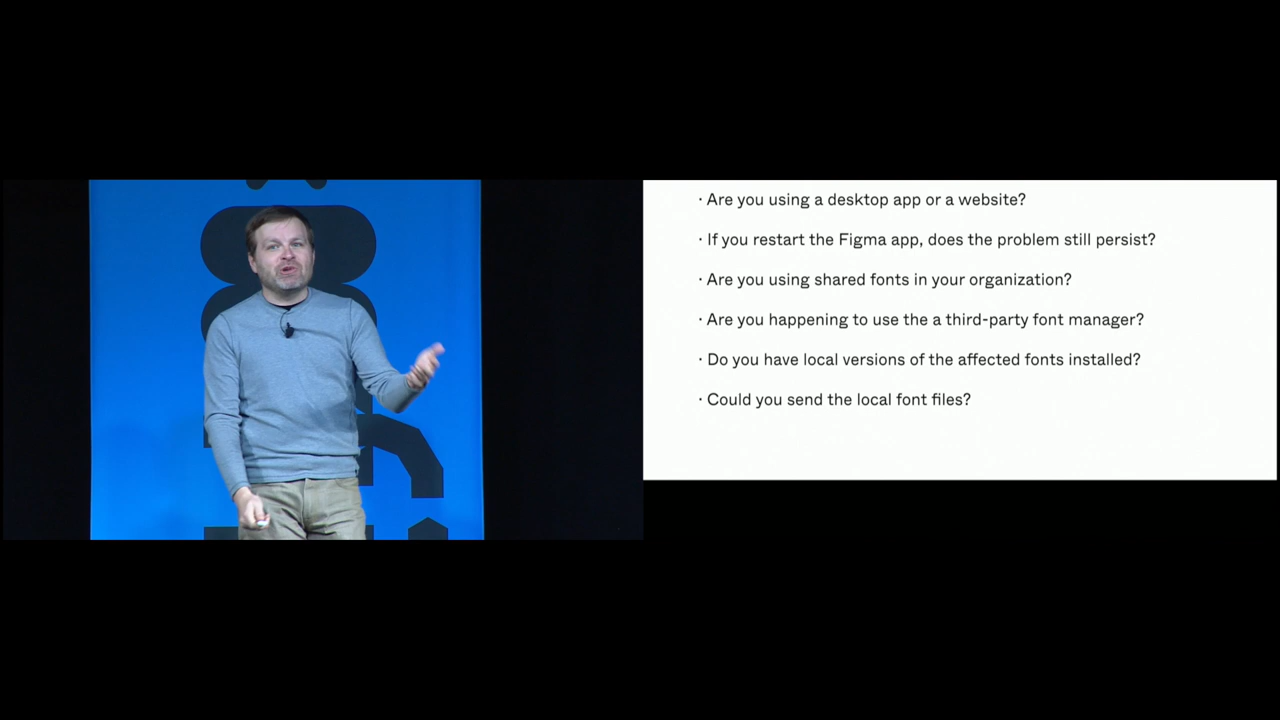 · Are you using a desktop app or a website?
· If you restart the Figma app, does the problem still persist?
· Are you using shared fonts in your organization?
· Are you happening to use the a third-party font manager?
· Do you have local versions of the affected fonts installed?
· Could you send the local font files?